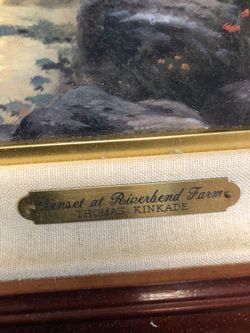 Sunset at Riverbend Farm
THOMAS KINKADE